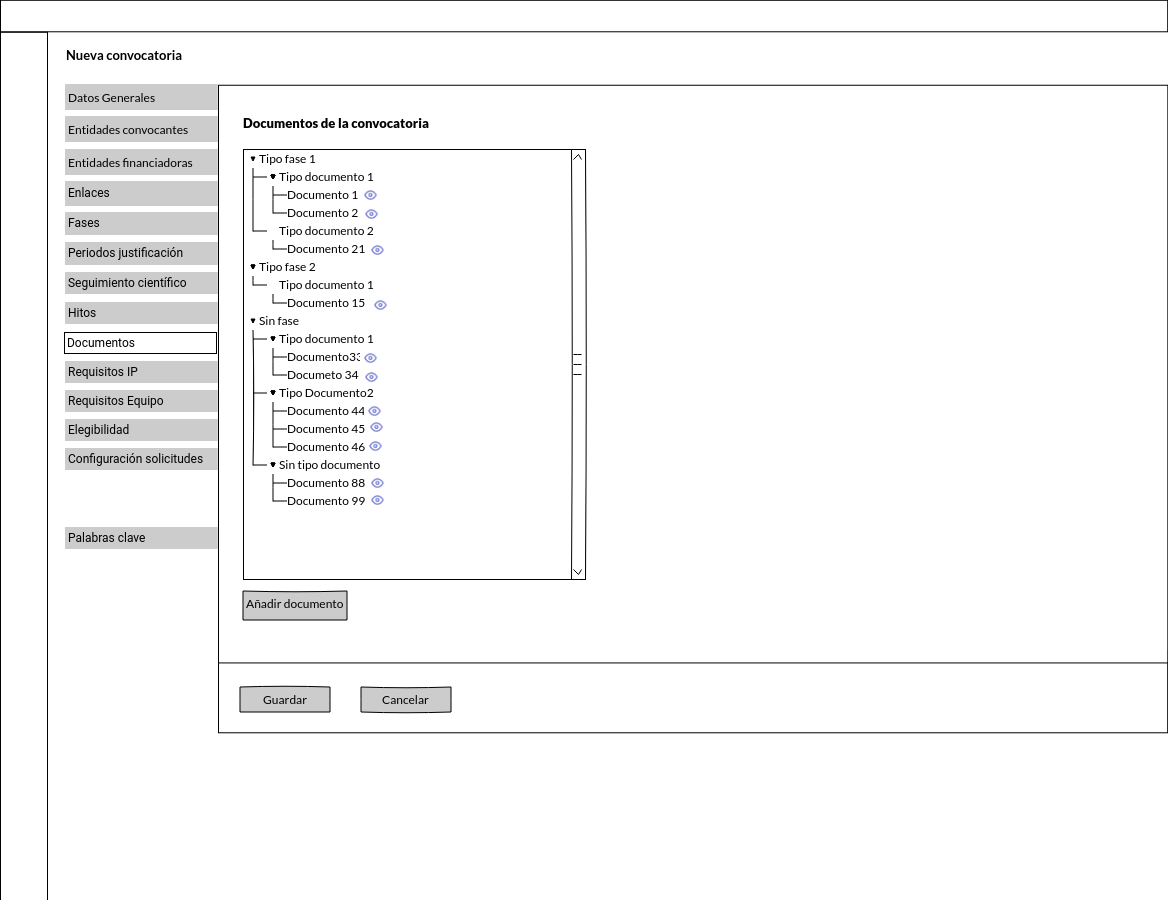 Nueva convocatoria
Datos Generales
Entidades convocantes
Entidades financiadoras
Enlaces
Fases
Periodos justificación
Seguimiento científico
Hitos
Documentos
Requisitos IP
Requisitos Equipo
Elegibilidad
Configuración solicitudes
Palabras clave
Documentos de la convocatoria
Tipo fase 1
Tipo documento 1
Documento 1
Documento 2
Tipo documento 2
Documento 21
Tipo fase 2
Tipo documento 1
Documento 15
Sin fase
Tipo documento 1
Documento33
Documeto 34
Tipo Documento2
Documento 44
Documento 45
Documento 46
Sin tipo documento
Documento 88
Documento 99
Añadir documento
Guardar
Cancelar